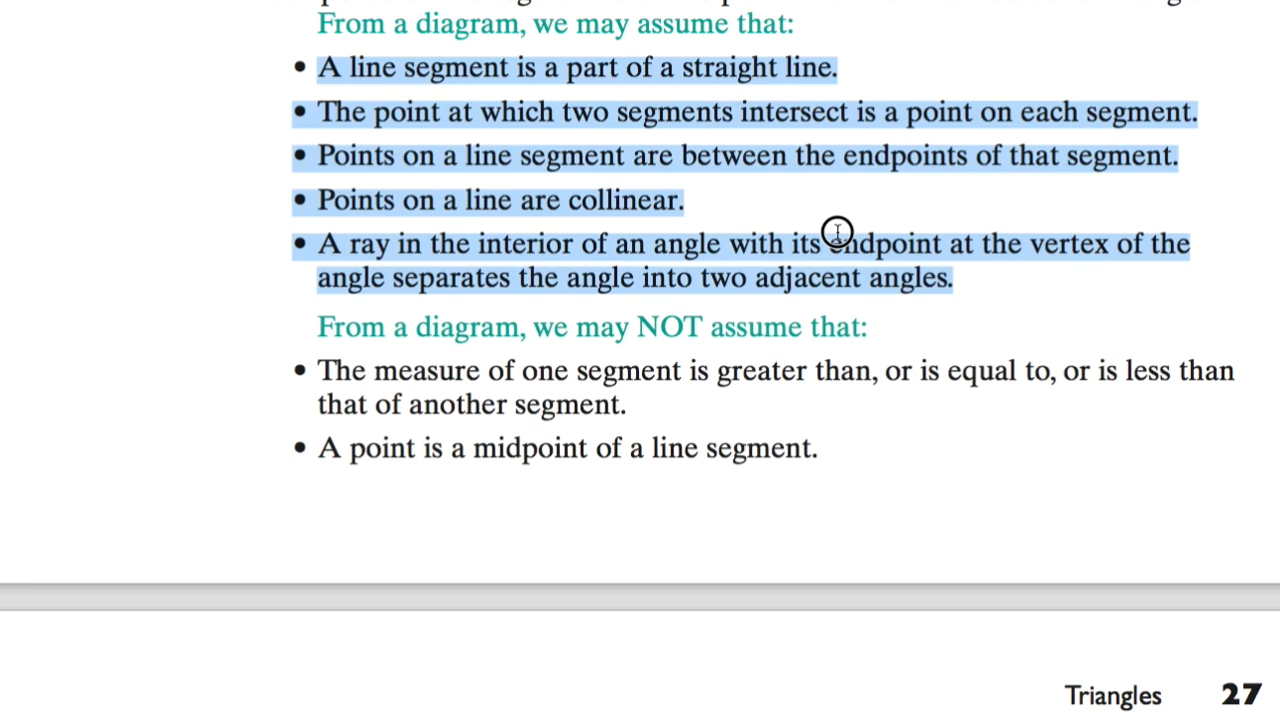 From a diagram, we may assume that:
• A line segment is a part of a straight line.
• The point at which two segments intersect is a point on each segment.
• Points on a line segment are between the endpoints of that segment.
• Points on a line are collinear.
• A ray in the interior of an angle with its endpoint at the vertex of the
angle separates the angle into two adjacent angles.
From a diagram, we may NOT assume that:
• The measure of one segment is greater than, or is equal to, or is less than
that of another segment.
• A point is a midpoint of a line segment.
Triangles 27